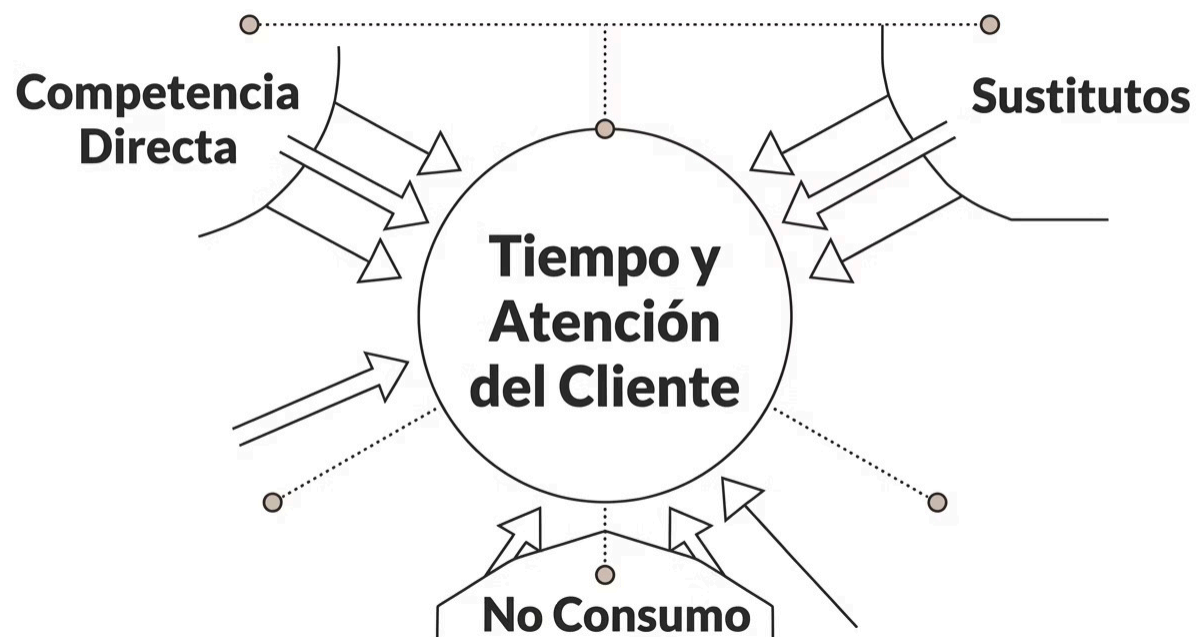 Competencia
Directa
Sustitutos
Tiempo y
Atención
del Cliente
No Consumo